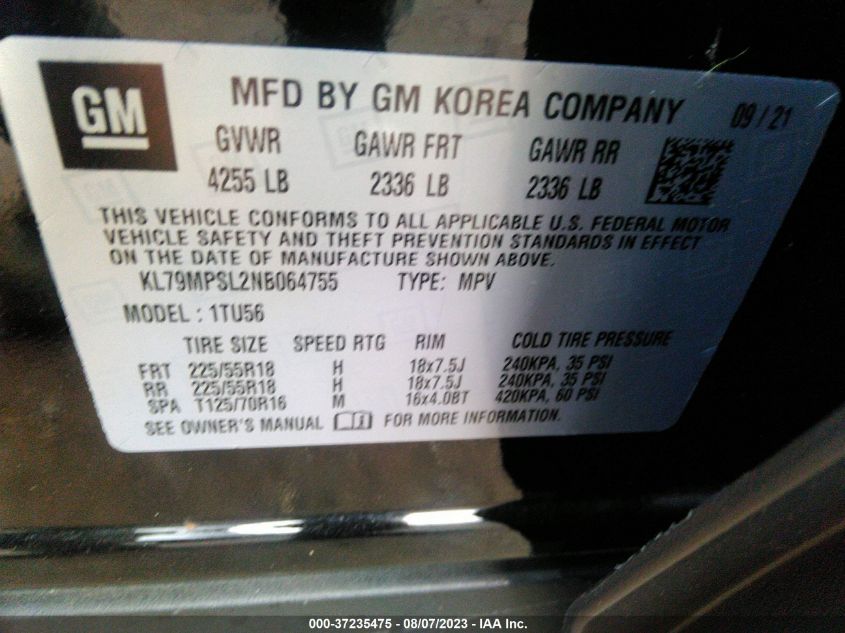 GM
MFD BY GM KOREA COMPANY 09/21
GVWR GAWR FRT GAWR RR
4255 LB 2336 LB 2336 LB
THIS VEHICLE CONFORMS TO ALL APPLICABLE U.S. FEDERAL MOTOR
VEHICLE SAFETY AND THEFT PREVENTION STANDARDS IN EFFECT
ON THE DATE OF MANUFACTURE SHOWN ABOVE.
KL79MPSL2NB064755 TYPE: MPV
MODEL : 1TU56
TIRE SIZE SPEED RTG RIM COLD TIRE PRESSURE
FRT 225/55R18 H 18x7.5J 240KPA, 35 PSI
RR 225/55R18 H 18x7.5J 240KPA, 35 PSI
SPA T125/70R16 M 16x4.0BT 420KPA, 60 PSI
SEE OWNER'S MANUAL FOR MORE INFORMATION.
000-37235475 - 08/07/2023 - IAA Inc.